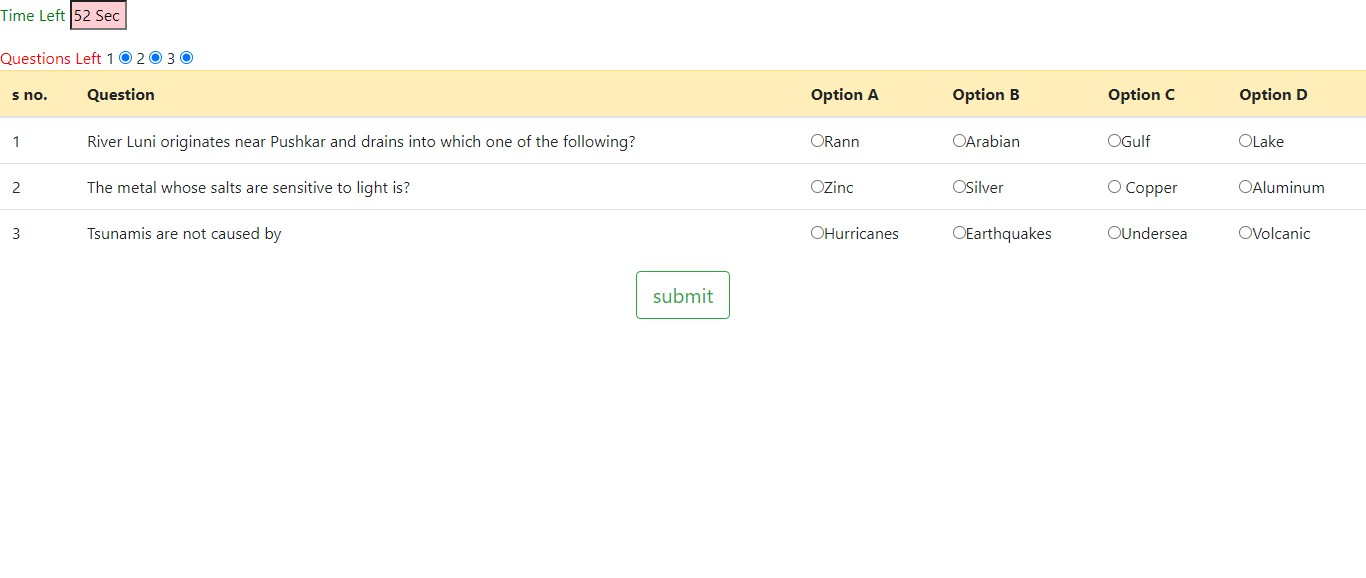 Time Left 52 Sec
Questions Left 1 2 3
s no. Question Option A Option B Option C Option D
1 River Luni originates near Pushkar and drains into which one of the following? Rann Arabian Gulf Lake
2 The metal whose salts are sensitive to light is? Zinc Silver Copper Aluminum
3 Tsunamis are not caused by Hurricanes Earthquakes Undersea Volcanic
submit